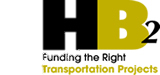 HB2
Funding the Right
Transportation Projects